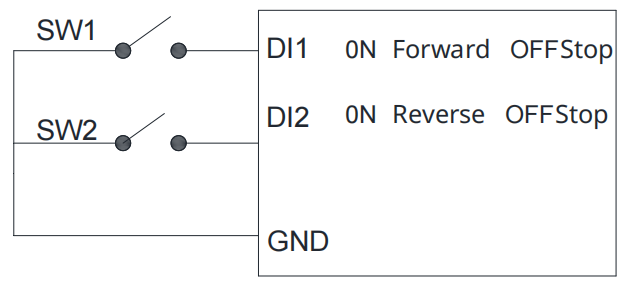 SW1
DI1 0N Forward OFFStop
SW2
DI2 0N Reverse OFFStop
GND